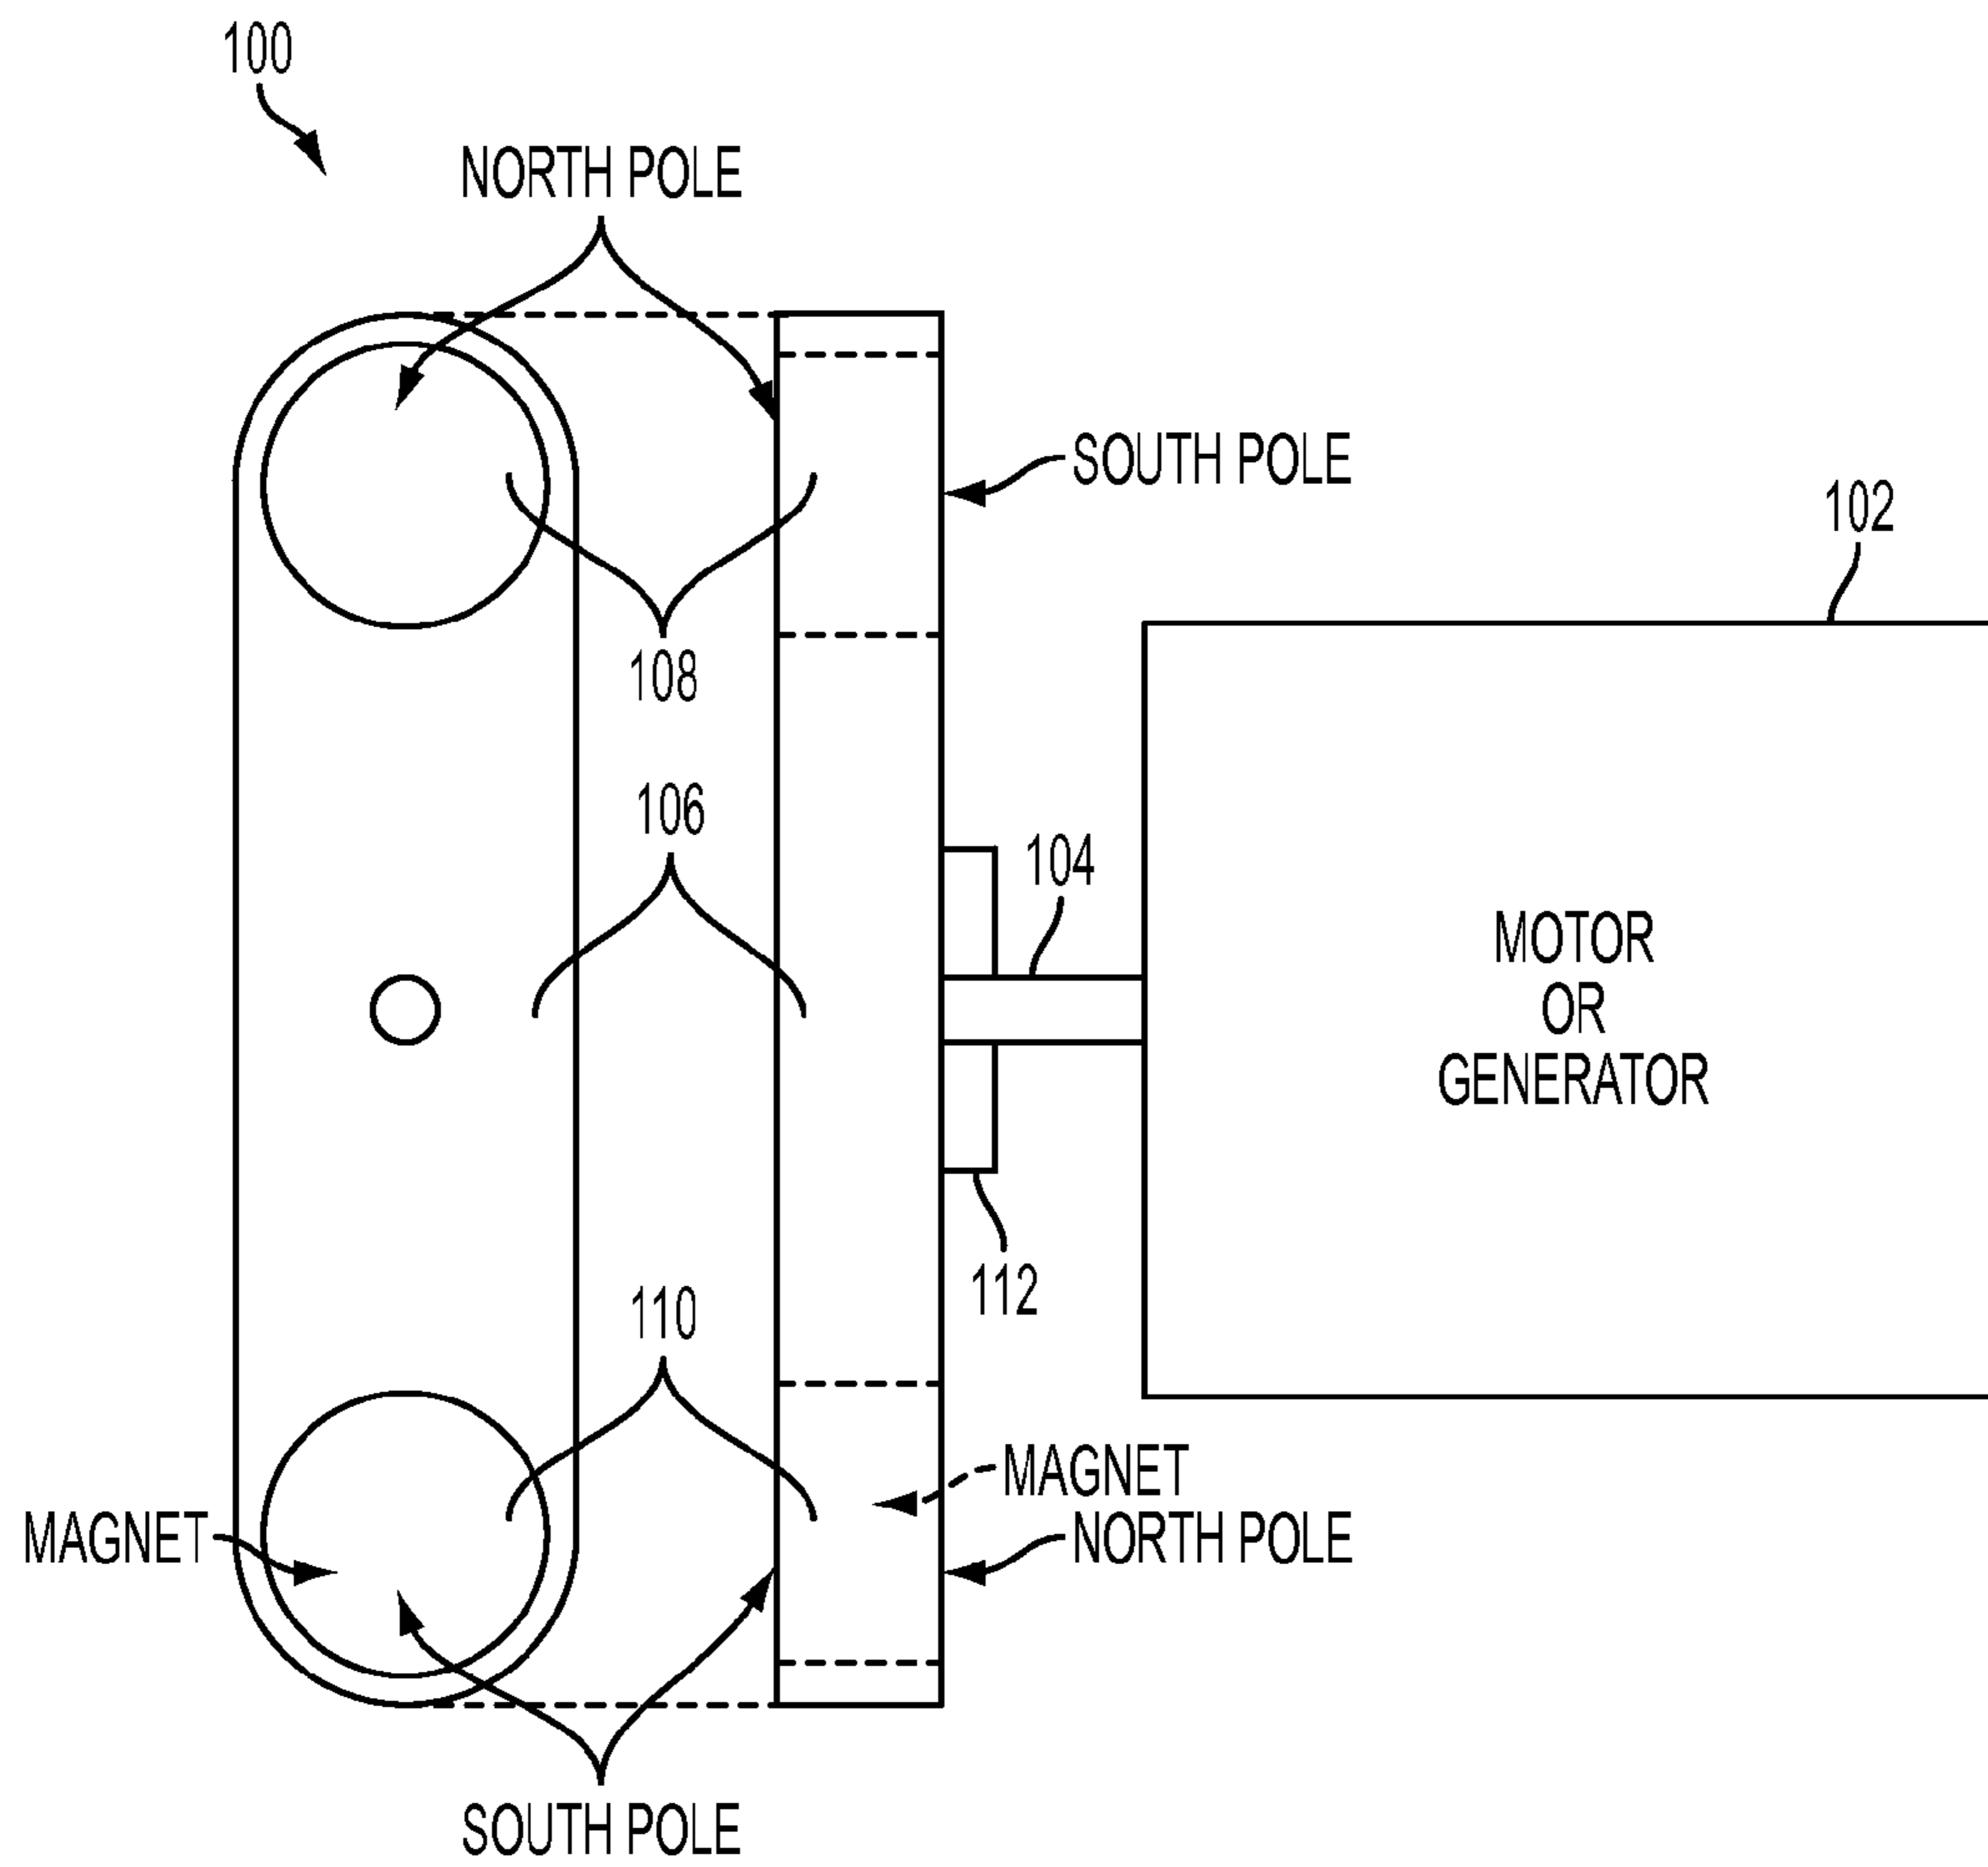 100
NORTH POLE
SOUTH POLE
102
108
106
104
MOTOR
OR
GENERATOR
112
110
MAGNET
MAGNET
NORTH POLE
SOUTH POLE